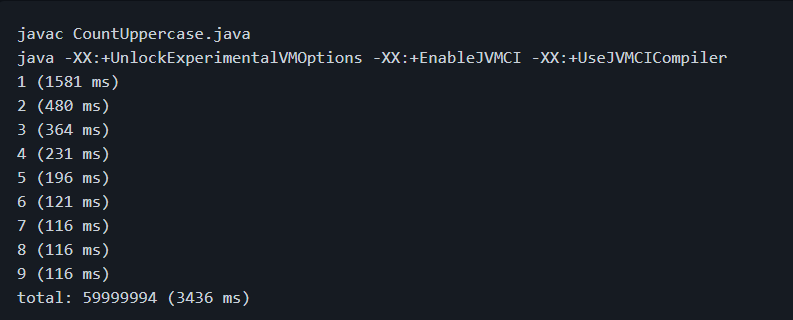 javac CountUppercase.java
java -XX:+UnlockExperimentalVMOptions -XX:+EnableJVMCI -XX:+UseJVMCICompiler
1 (1581 ms)
2 (480 ms)
3 (364 ms)
4 (231 ms)
5 (196 ms)
6 (121 ms)
7 (116 ms)
8 (116 ms)
9 (116 ms)
total: 59999994 (3436 ms)